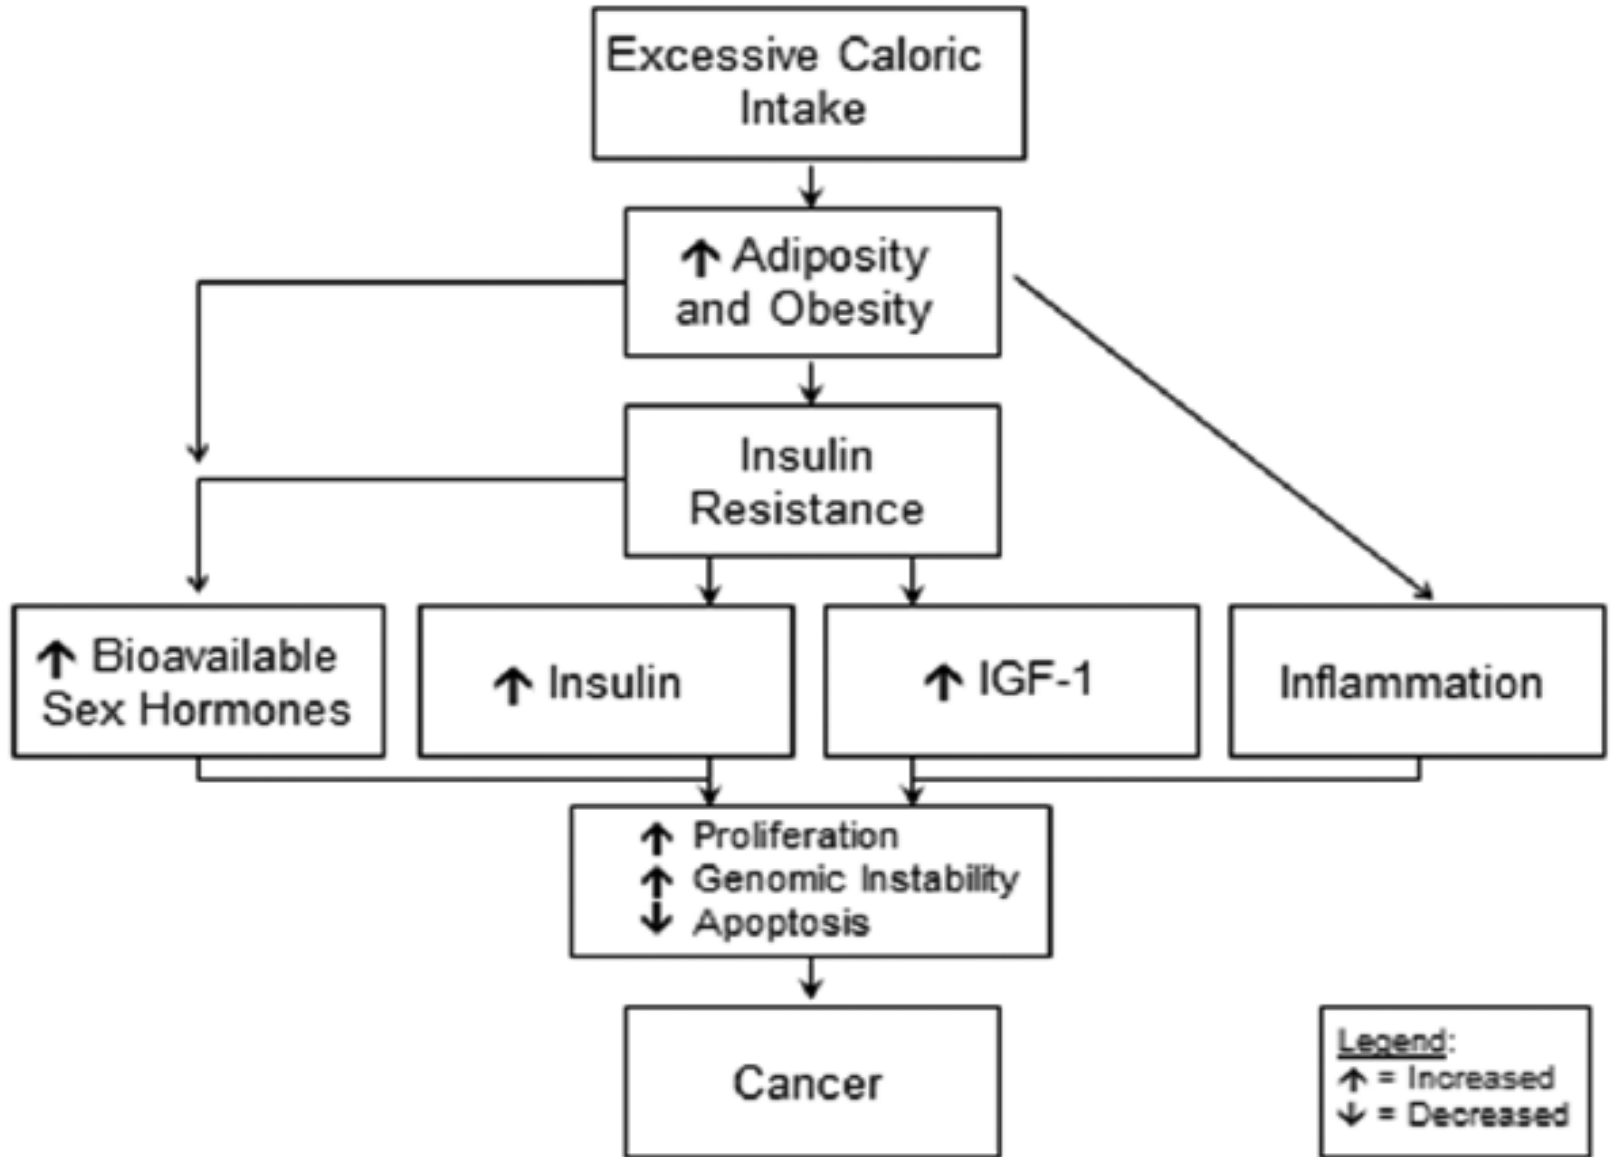 Excessive Caloric
Intake
↑ Adiposity
and Obesity
Insulin
Resistance
↑ Bioavailable
Sex Hormones
↑ Insulin
↑ IGF-1
Inflammation
↑ Proliferation
↑ Genomic Instability
↓ Apoptosis
Cancer
Legend:
↑ = Increased
↓ = Decreased